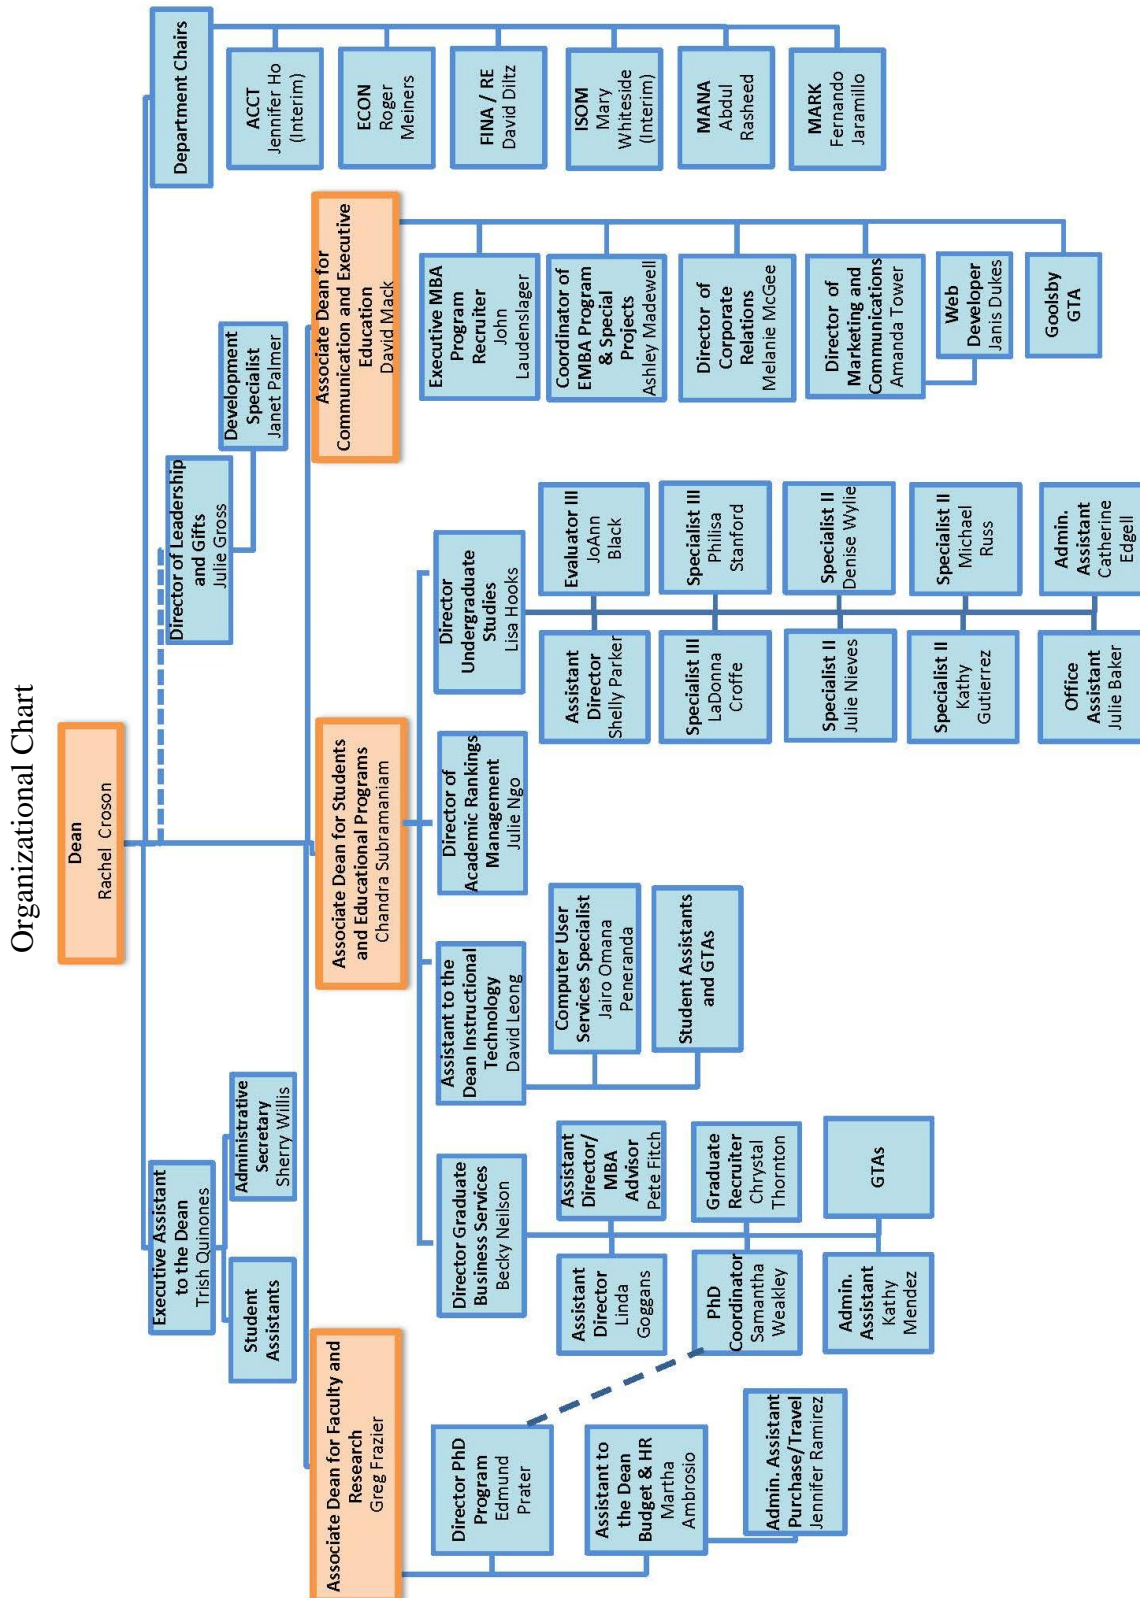 Organizational Chart
Dean
Rachel Croson
Executive Assistant
to the Dean
Trish Quinones
Student
Assistants
Administrative
Secretary
Sherry Willis
Director of Leadership
and Gifts
Julie Gross
Development
Specialist
Janet Palmer
Department Chairs
ACCT
Jennifer Ho
(Interim)
ECON
Roger
Meiners
FINA / RE
David Diltz
ISOM
Mary
Whiteside
(Interim)
MANA
Abdul
Rasheed
MARK
Fernando
Jaramillo
Associate Dean for Faculty and
Research
Greg Frazier
Director PhD
Program
Edmund
Prater
Assistant to
the Dean
Budget & HR
Martha
Ambrosio
Admin. Assistant
Purchase/Travel
Jennifer Ramirez
Associate Dean for Students
and Educational Programs
Chandra Subramaniam
Director Graduate
Business Services
Becky Neilson
Assistant
Director
Linda
Goggans
Assistant
Director/
MBA
Advisor
Pete Fitch
PhD
Coordinator
Samantha
Weakley
Graduate
Recruiter
Chrystal
Thornton
Admin.
Assistant
Kathy
Mendez
GTAs
Assistant to the
Dean Instructional
Technology
David Leong
Computer User
Services Specialist
Jairo Omana
Peneranda
Student Assistants
and GTAs
Director of
Academic Rankings
Management
Julie Ngo
Director
Undergraduate
Studies
Lisa Hooks
Assistant
Director
Shelly Parker
Evaluator III
JoAnn
Black
Specialist III
LaDonna
Croffe
Specialist III
Philisa
Stanford
Specialist II
Julie Nieves
Specialist II
Denise Wylie
Specialist II
Kathy
Gutierrez
Specialist II
Michael
Russ
Office
Assistant
Julie Baker
Admin.
Assistant
Catherine
Edgell
Associate Dean for
Communication and Executive
Education
David Mack
Executive MBA
Program
Recruiter
John
Laudenslager
Coordinator of
EMBA Program
& Special
Projects
Ashley Madewell
Director of
Corporate
Relations
Melanie McGee
Director of
Marketing and
Communications
Amanda Tower
Web
Developer
Janis Dukes
Goolsby
GTA